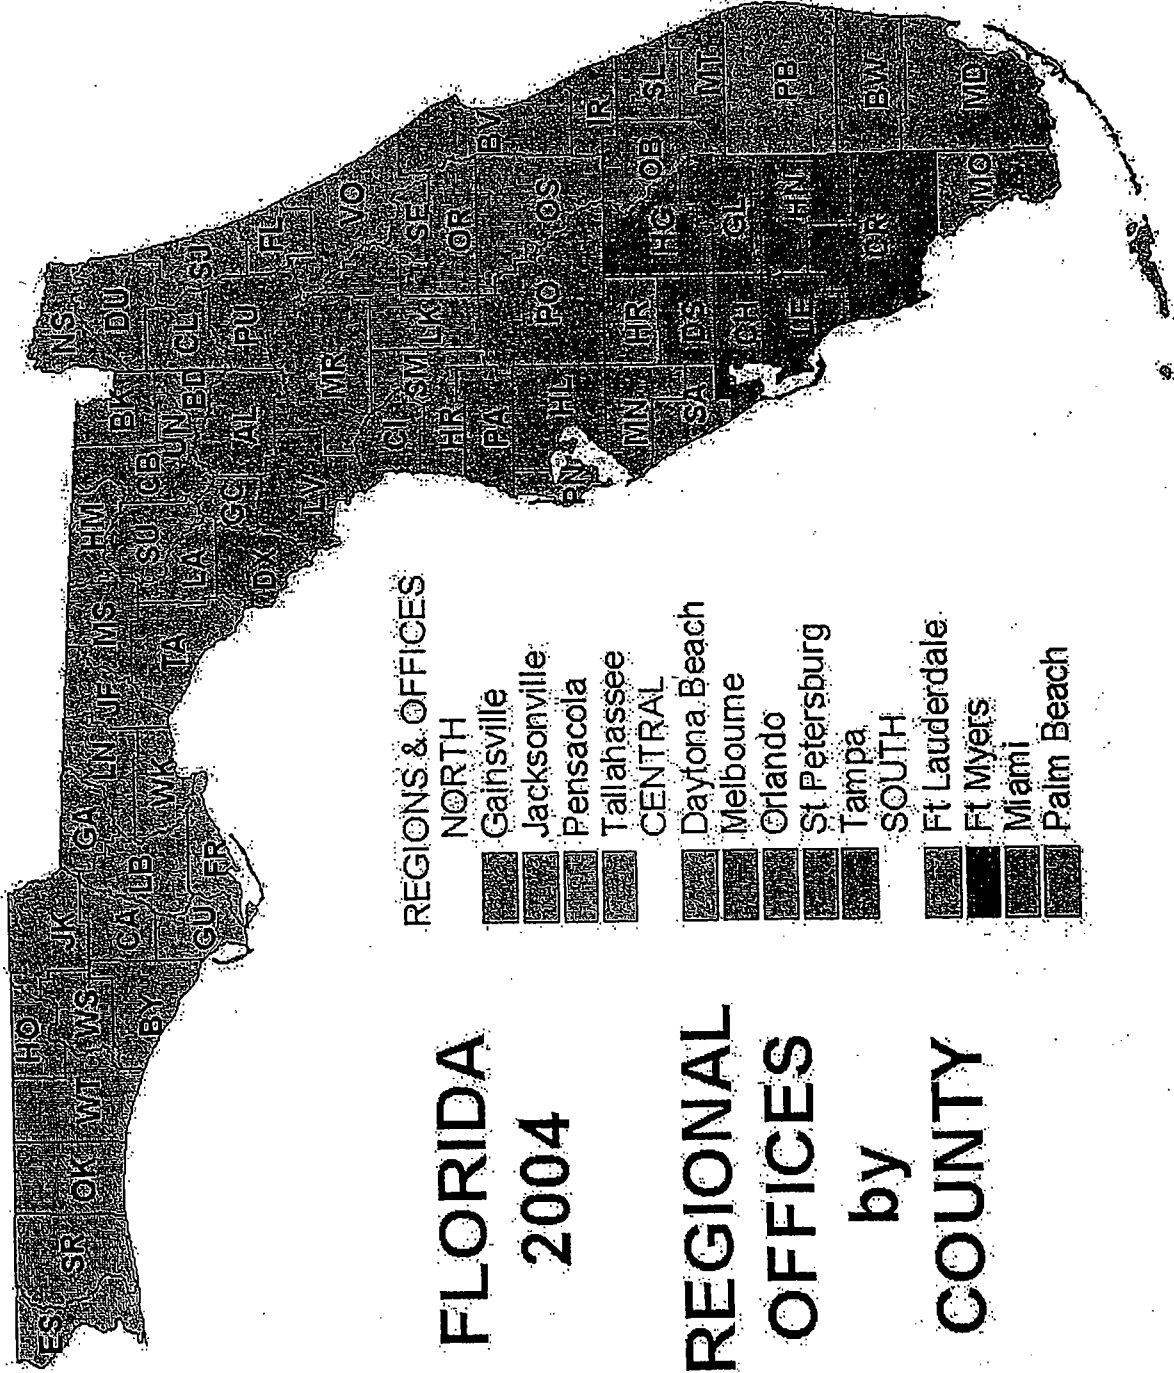 FLORIDA
2004
REGIONAL
OFFICES
by
COUNTY
REGIONS & OFFICES
NORTH
Gainsville
Jacksonville
Pensacola
Tallahassee
CENTRAL
Daytona Beach
Melbourne
Orlando
St Petersburg
Tampa
SOUTH
Ft Lauderdale
Ft Myers
Miami
Palm Beach
ES
SR
OK
WT
HO
WS
BY
JK
CA
GU
LB
FR
GA
LN
WK
JF
MS
TA
HM
SU
LA
DX
CB
GC
LV
BK
UN
BD
AL
NS
DU
CL
SJ
PU
FL
MR
VO
CI
SM
LK
SE
OR
BV
HR
PA
PN
HL
PO
OS
IR
MN
HR
HG
OB
SL
SA
DS
GL
MT
CH
HN
PB
CR
BW
MO
MD